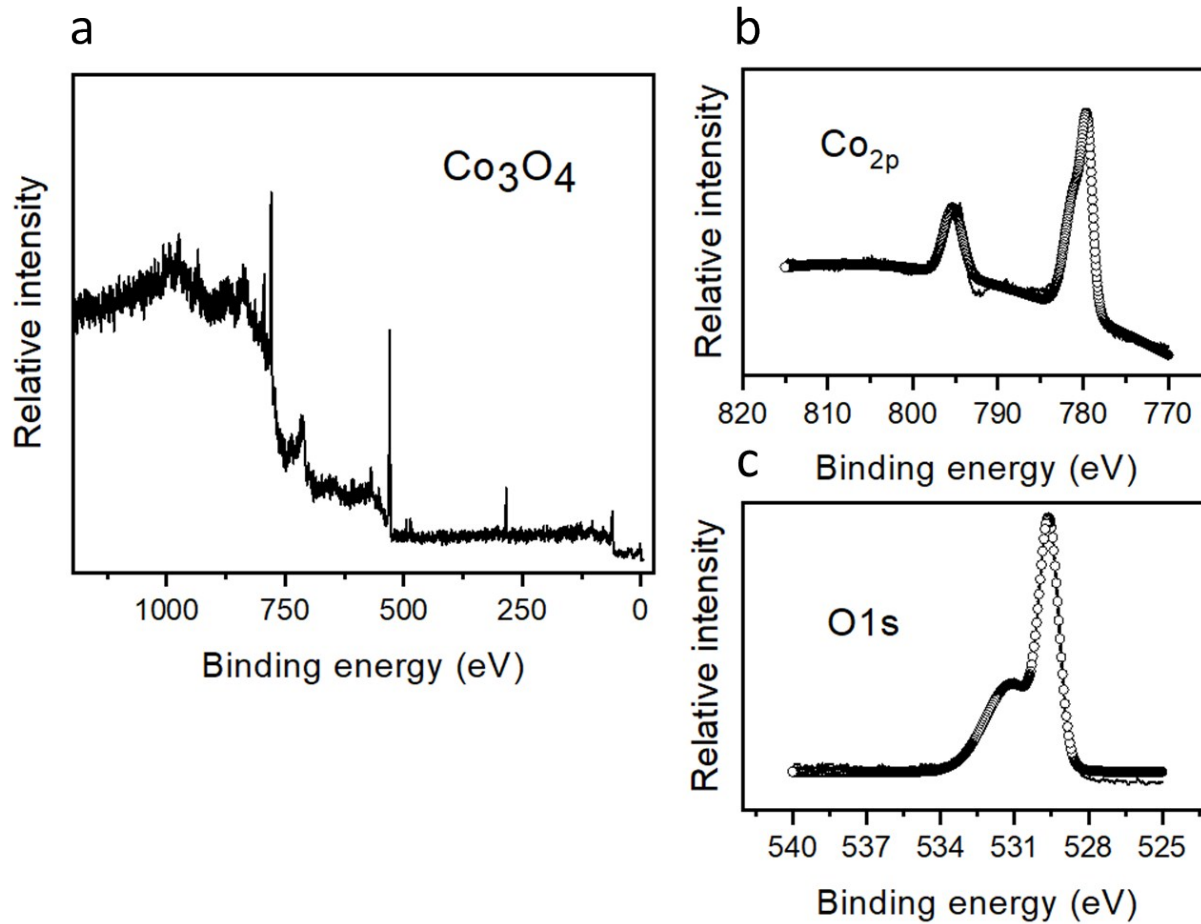 a
Co3O4
Relative intensity
1000 750 500 250 0
Binding energy (eV)
b
Co2p
Relative intensity
820 810 800 790 780 770
Binding energy (eV)
c
O1s
Relative intensity
540 537 534 531 528 525
Binding energy (eV)